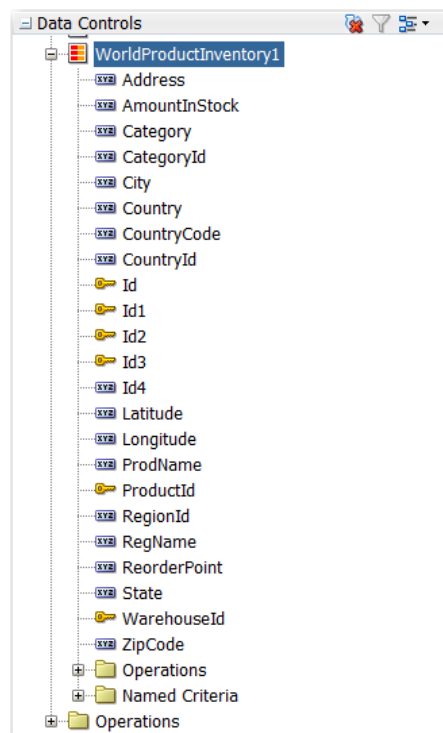 Data Controls
WorldProductInventory1
Address
AmountInStock
Category
CategoryId
City
Country
CountryCode
CountryId
Id
Id1
Id2
Id3
Id4
Latitude
Longitude
ProdName
ProductId
RegionId
RegName
ReorderPoint
State
WarehouseId
ZipCode
Operations
Named Criteria
Operations